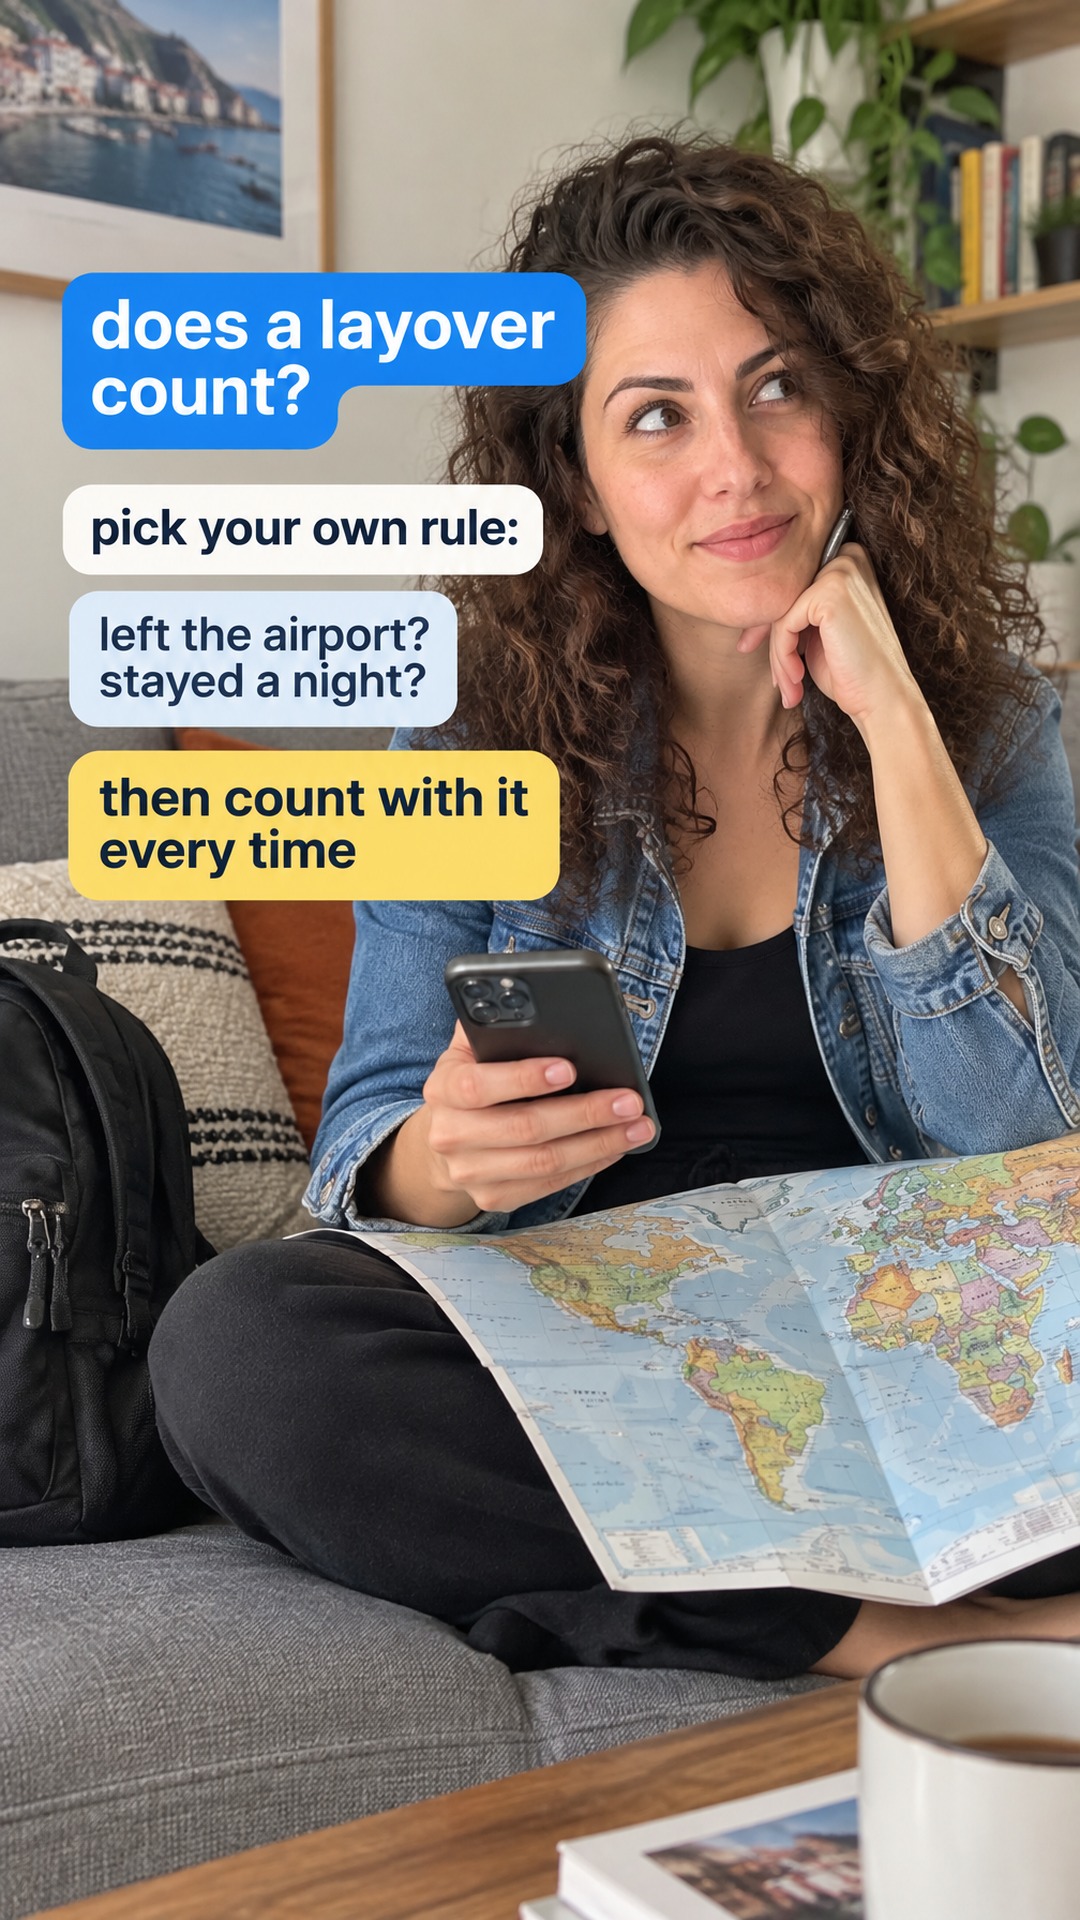 does a layover
count?
pick your own rule:
left the airport?
stayed a night?
then count with it
every time